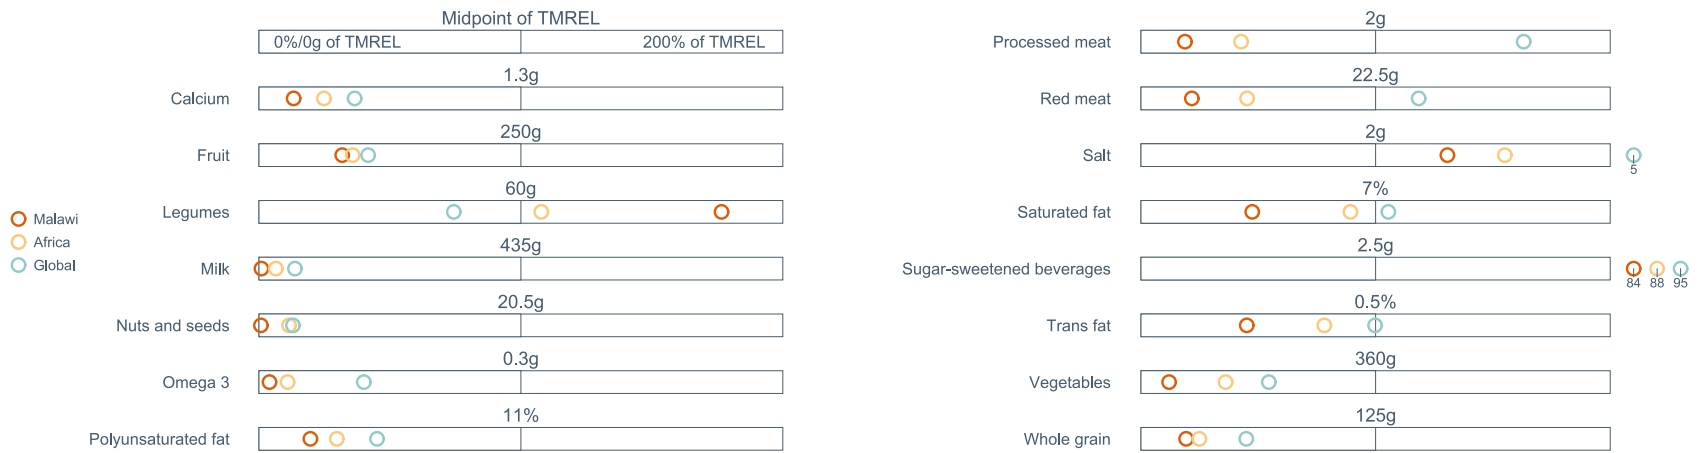 Midpoint of TMREL
0%/0g of TMREL 200% of TMREL
1.3g
Calcium
250g
Fruit
60g
Legumes
435g
Milk
20.5g
Nuts and seeds
0.3g
Omega 3
11%
Polyunsaturated fat
Malawi
Africa
Global
2g
Processed meat
22.5g
Red meat
2g
Salt
5
7%
Saturated fat
2.5g
Sugar-sweetened beverages
84 88 95
0.5%
Trans fat
360g
Vegetables
125g
Whole grain